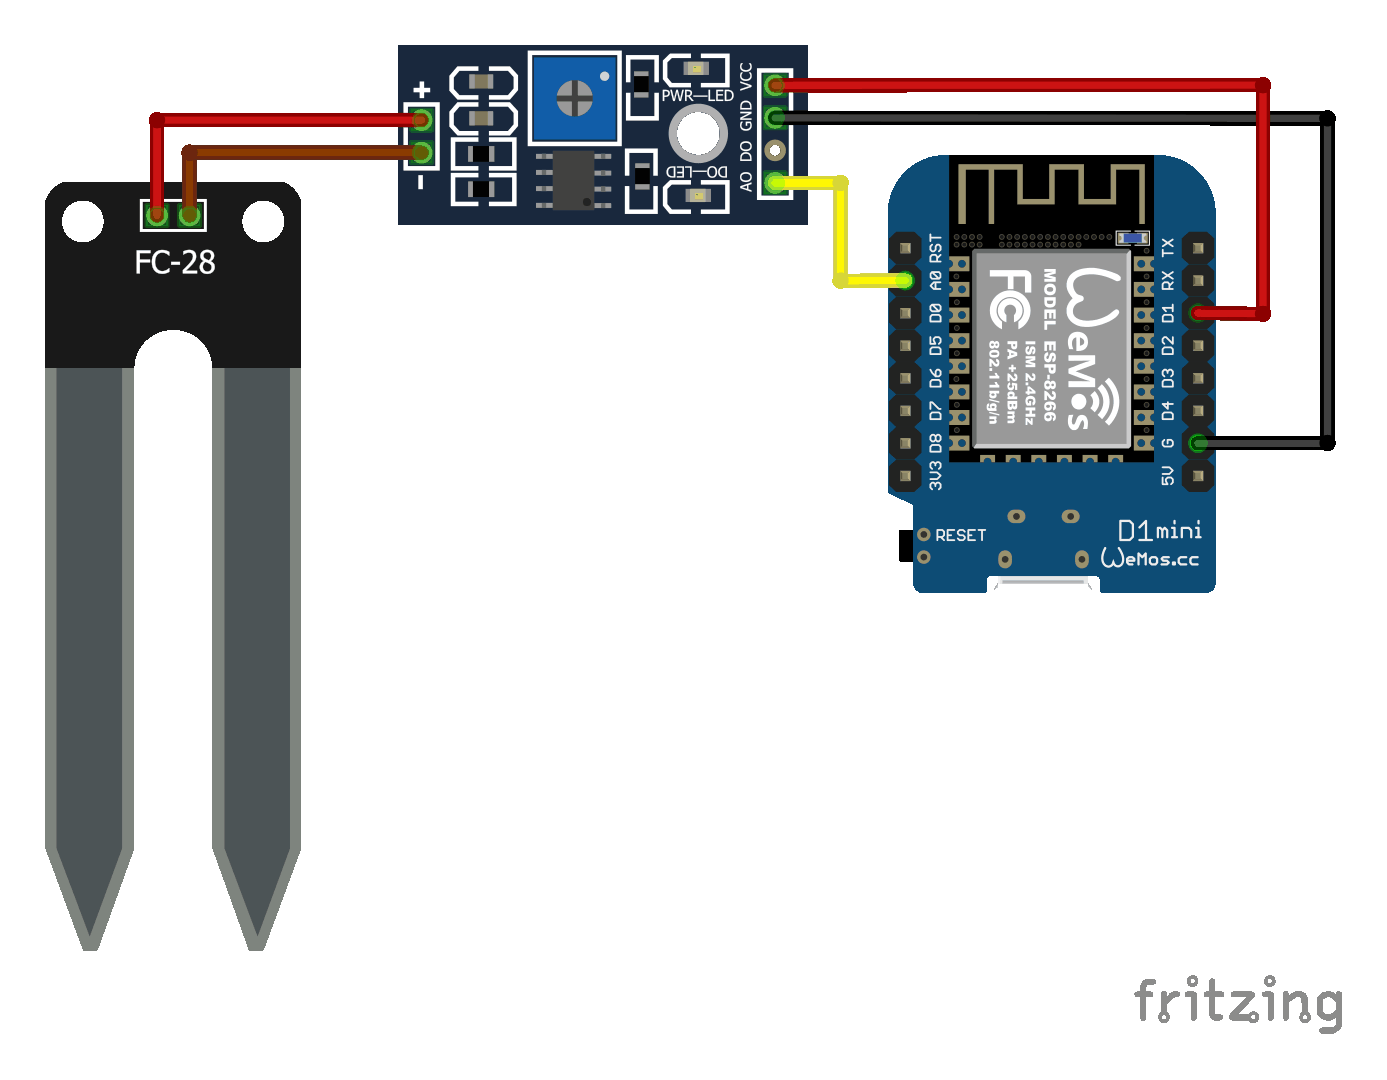 +
-
FC-28
PWR-LED
DO-LED
VCC
GND
DO
AO
RST
A0
D0
D5
D6
D7
D8
3V3
TX
RX
D1
D2
D3
D4
G
5V
WeMos
MODEL ESP-8266
ISM 2.4GHz
PA +25dBm
802.11b/g/n
FC
RESET
D1mini
WeMos.cc
fritzing